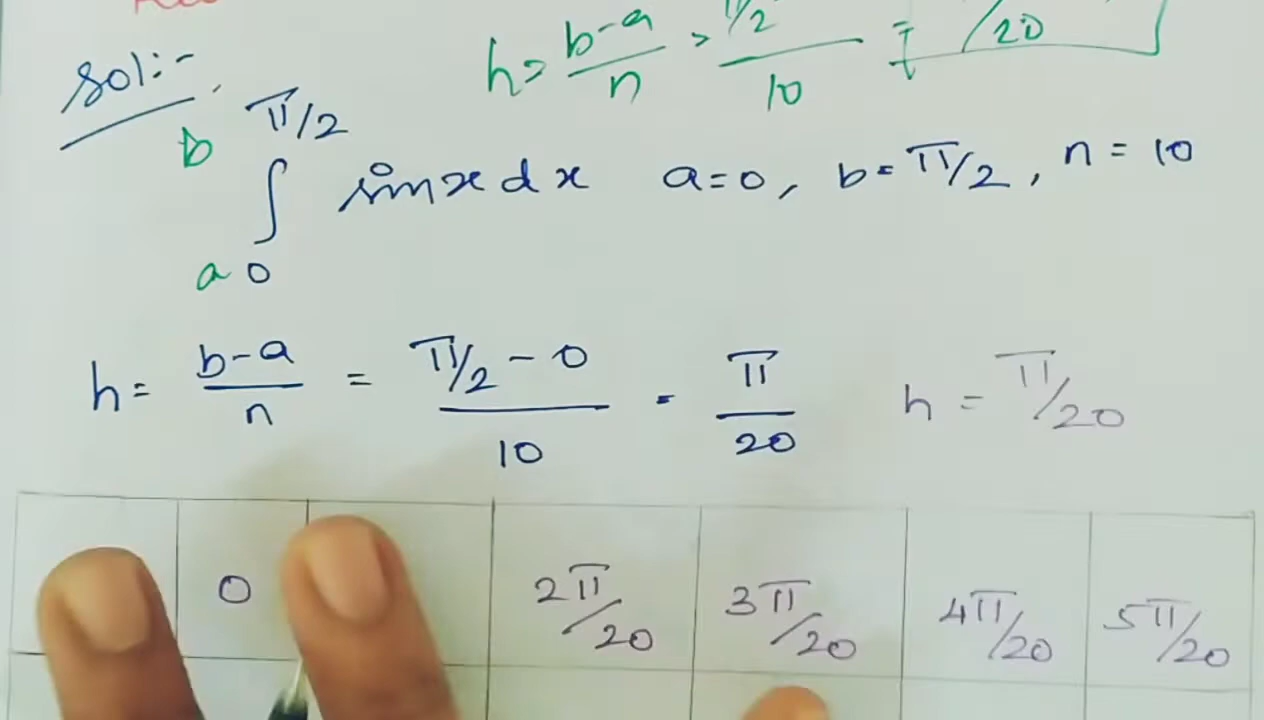 h= b-a/n = π/2/10 = /20
sol:-
b π/2
∫ sinx dx a=0, b=π/2, n=10
a 0
h= b-a/n = π/2-0/10 = π/20 h=π/20
0 2π/20 3π/20 4π/20 5π/20